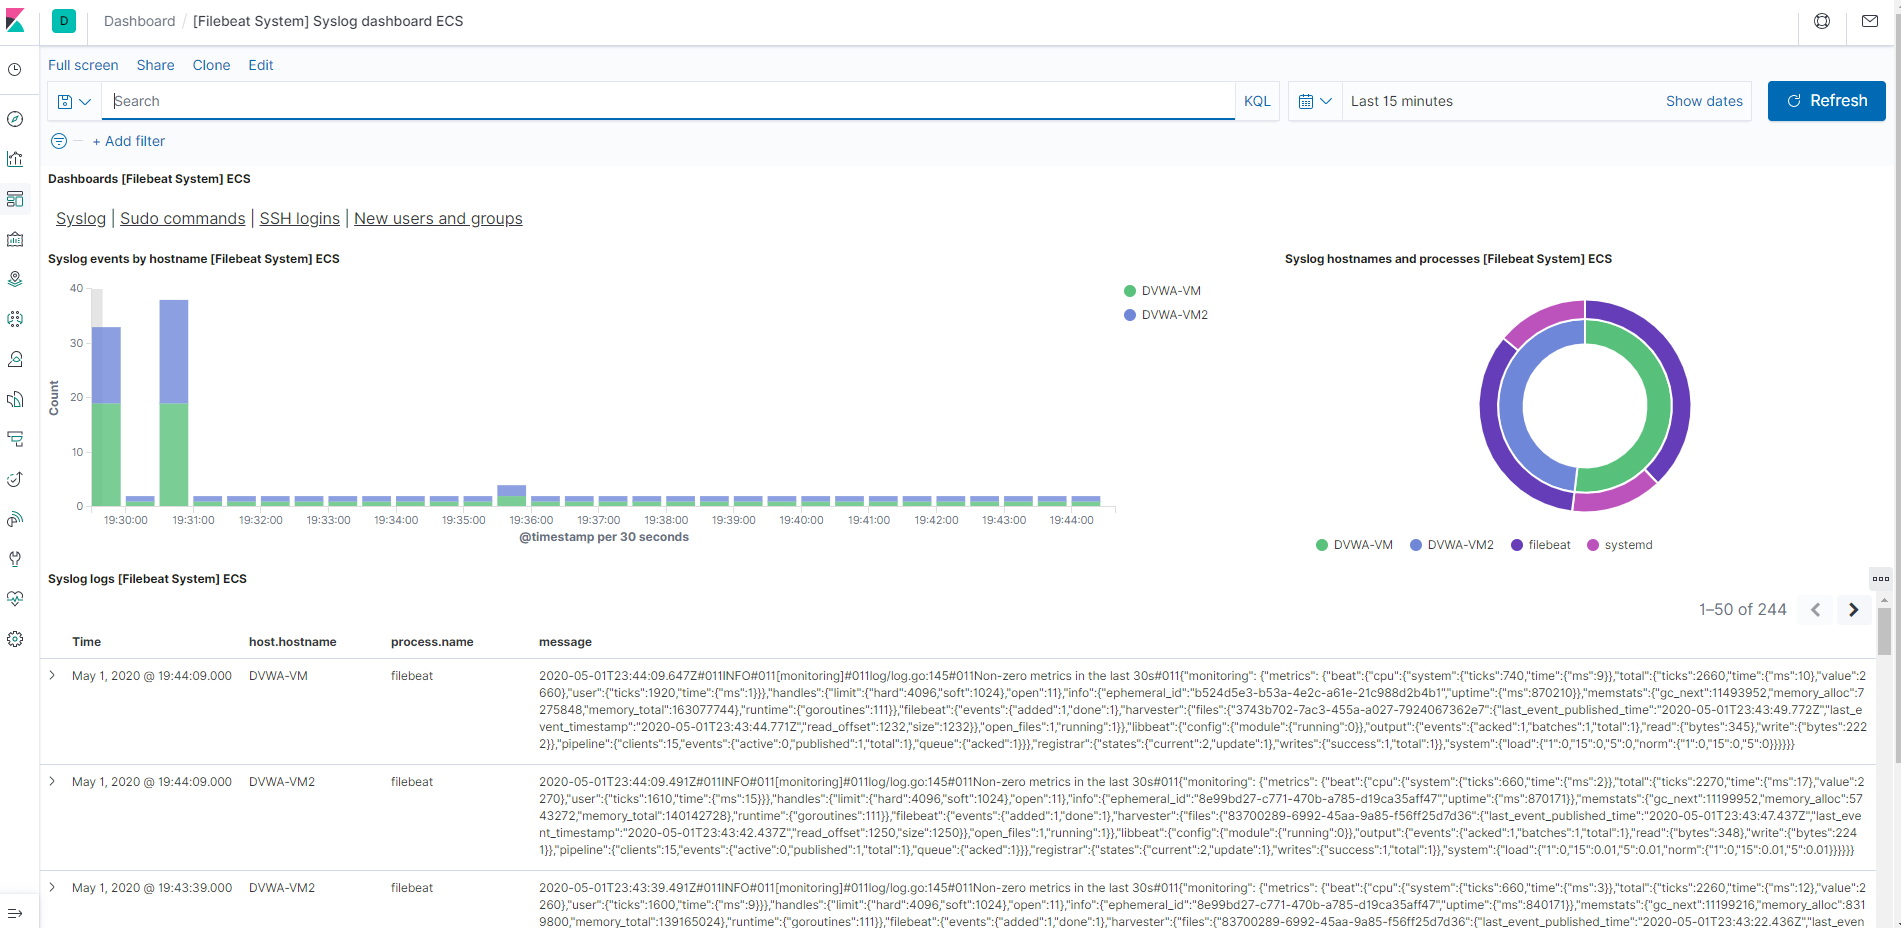 D Dashboard / [Filebeat System] Syslog dashboard ECS
Full screen Share Clone Edit
Search KQL Last 15 minutes Show dates Refresh
+ Add filter
Dashboards [Filebeat System] ECS
Syslog | Sudo commands | SSH logins | New users and groups
Syslog events by hostname [Filebeat System] ECS
40
30
20
10
0
Count
19:30:00 19:31:00 19:32:00 19:33:00 19:34:00 19:35:00 19:36:00 19:37:00 19:38:00 19:39:00 19:40:00 19:41:00 19:42:00 19:43:00 19:44:00
@timestamp per 30 seconds
DVWA-VM
DVWA-VM2
Syslog hostnames and processes [Filebeat System] ECS
DVWA-VM DVWA-VM2 filebeat systemd
Syslog logs [Filebeat System] ECS
1–50 of 244
Time host.hostname process.name message
May 1, 2020 @ 19:44:09.000 DVWA-VM filebeat 2020-05-01T23:44:09.647Z#011INFO#011[monitoring]#011log/log.go:145#011Non-zero metrics in the last 30s#011{"monitoring": {"metrics": {"beat":{"cpu":{"system":{"ticks":740,"time":{"ms":9}},"total":{"ticks":2660,"time":{"ms":10},"value":2
660},"user":{"ticks":1920,"time":{"ms":1}}},"handles":{"limit":{"hard":4096,"soft":1024},"open":11},"info":{"ephemeral_id":"b524d5e3-b53a-4e2c-a61e-21c988d2b4b1","uptime":{"ms":870210}},"memstats":{"gc_next":11493952,"memory_alloc":7
275848,"memory_total":163077744},"runtime":{"goroutines":111}},"filebeat":{"events":{"added":1,"done":1},"harvester":{"files":{"3743b702-7ac3-455a-a027-7924067362e7":{"last_event_published_time":"2020-05-01T23:43:49.772Z","last_e
vent_timestamp":"2020-05-01T23:43:44.771Z","read_offset":1232,"size":1232}},"open_files":1,"running":1}},"libbeat":{"config":{"module":{"running":0}},"output":{"events":{"acked":1,"batches":1,"total":1},"read":{"bytes":345},"write":{"bytes":222
2}},"pipeline":{"clients":15,"events":{"active":0,"published":1,"total":1},"queue":{"acked":1}}},"registrar":{"states":{"current":2,"update":1},"writes":{"success":1,"total":1}},"system":{"load":{"1":0,"15":0,"5":0,"norm":{"1":0,"15":0,"5":0}}}}}}
May 1, 2020 @ 19:44:09.000 DVWA-VM2 filebeat 2020-05-01T23:44:09.491Z#011INFO#011[monitoring]#011log/log.go:145#011Non-zero metrics in the last 30s#011{"monitoring": {"metrics": {"beat":{"cpu":{"system":{"ticks":660,"time":{"ms":2}},"total":{"ticks":2270,"time":{"ms":17},"value":2
270},"user":{"ticks":1610,"time":{"ms":15}}},"handles":{"limit":{"hard":4096,"soft":1024},"open":11},"info":{"ephemeral_id":"8e99bd27-c771-470b-a785-d19ca35aff47","uptime":{"ms":870171}},"memstats":{"gc_next":11199952,"memory_alloc":5
743272,"memory_total":140142728},"runtime":{"goroutines":111}},"filebeat":{"events":{"added":1,"done":1},"harvester":{"files":{"83700289-6992-45aa-9a85-f56ff25d7d36":{"last_event_published_time":"2020-05-01T23:43:47.437Z","last_eve
nt_timestamp":"2020-05-01T23:43:42.437Z","read_offset":1250,"size":1250}},"open_files":1,"running":1}},"libbeat":{"config":{"module":{"running":0}},"output":{"events":{"acked":1,"batches":1,"total":1},"read":{"bytes":348},"write":{"bytes":224
1}},"pipeline":{"clients":15,"events":{"active":0,"published":1,"total":1},"queue":{"acked":1}}},"registrar":{"states":{"current":2,"update":1},"writes":{"success":1,"total":1}},"system":{"load":{"1":0,"15":0.01,"5":0.01,"norm":{"1":0,"15":0.01,"5":0.01}}}}}}
May 1, 2020 @ 19:43:39.000 DVWA-VM2 filebeat 2020-05-01T23:43:39.491Z#011INFO#011[monitoring]#011log/log.go:145#011Non-zero metrics in the last 30s#011{"monitoring": {"metrics": {"beat":{"cpu":{"system":{"ticks":660,"time":{"ms":3}},"total":{"ticks":2260,"time":{"ms":12},"value":2
260},"user":{"ticks":1600,"time":{"ms":9}}},"handles":{"limit":{"hard":4096,"soft":1024},"open":11},"info":{"ephemeral_id":"8e99bd27-c771-470b-a785-d19ca35aff47","uptime":{"ms":840171}},"memstats":{"gc_next":11199216,"memory_alloc":831
9800,"memory_total":139165024},"runtime":{"goroutines":111}},"filebeat":{"events":{"added":1,"done":1},"harvester":{"files":{"83700289-6992-45aa-9a85-f56ff25d7d36":{"last_event_published_time":"2020-05-01T23:43:22.436Z","last_even